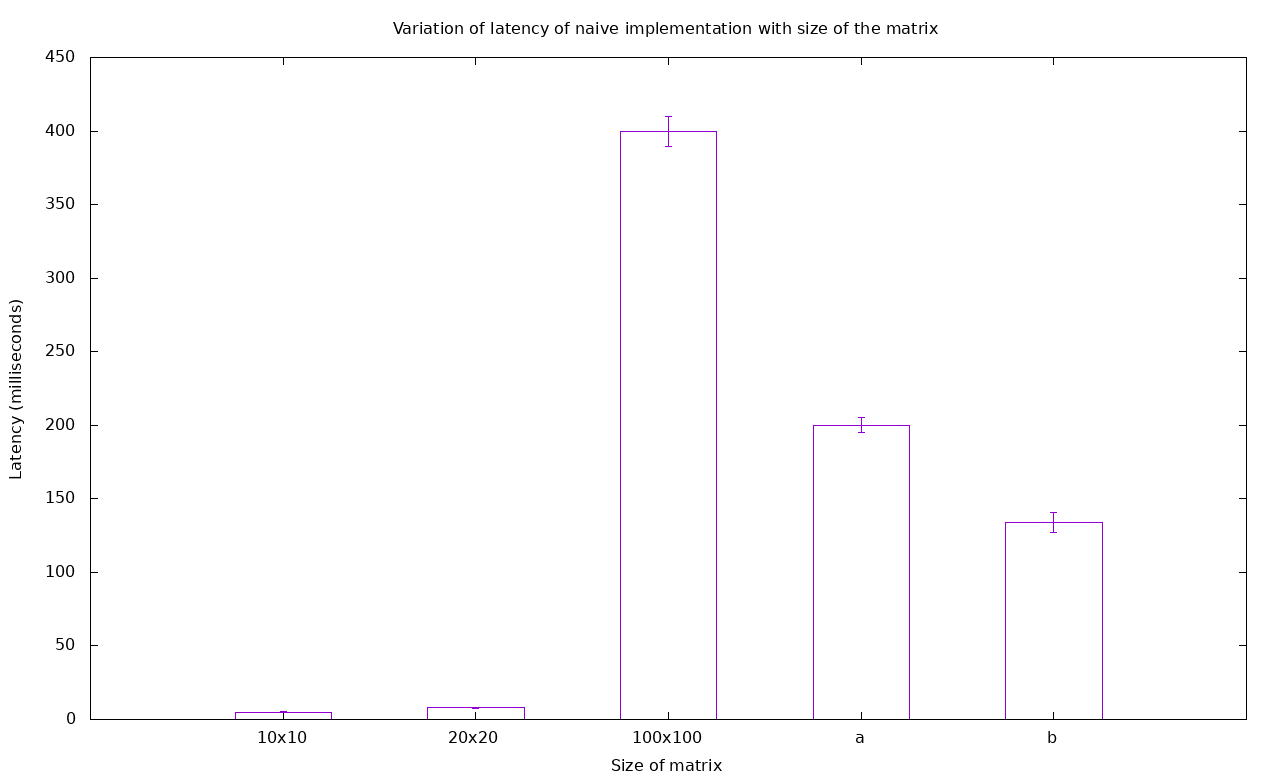 Variation of latency of naive implementation with size of the matrix
450
400
350
300
250
200
150
100
50
0
Latency (milliseconds)
10x10 20x20 100x100 a b
Size of matrix